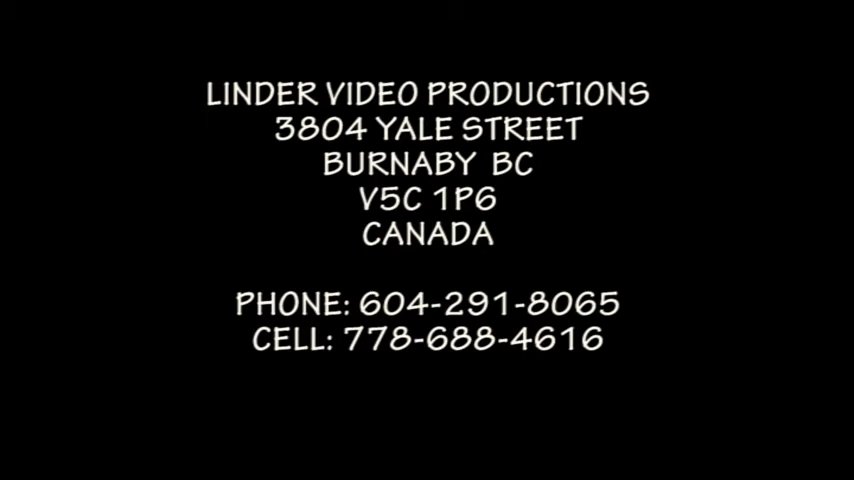 LINDER VIDEO PRODUCTIONS
3804 YALE STREET
BURNABY BC
V5C 1P6
CANADA
PHONE: 604-291-8065
CELL: 778-688-4616